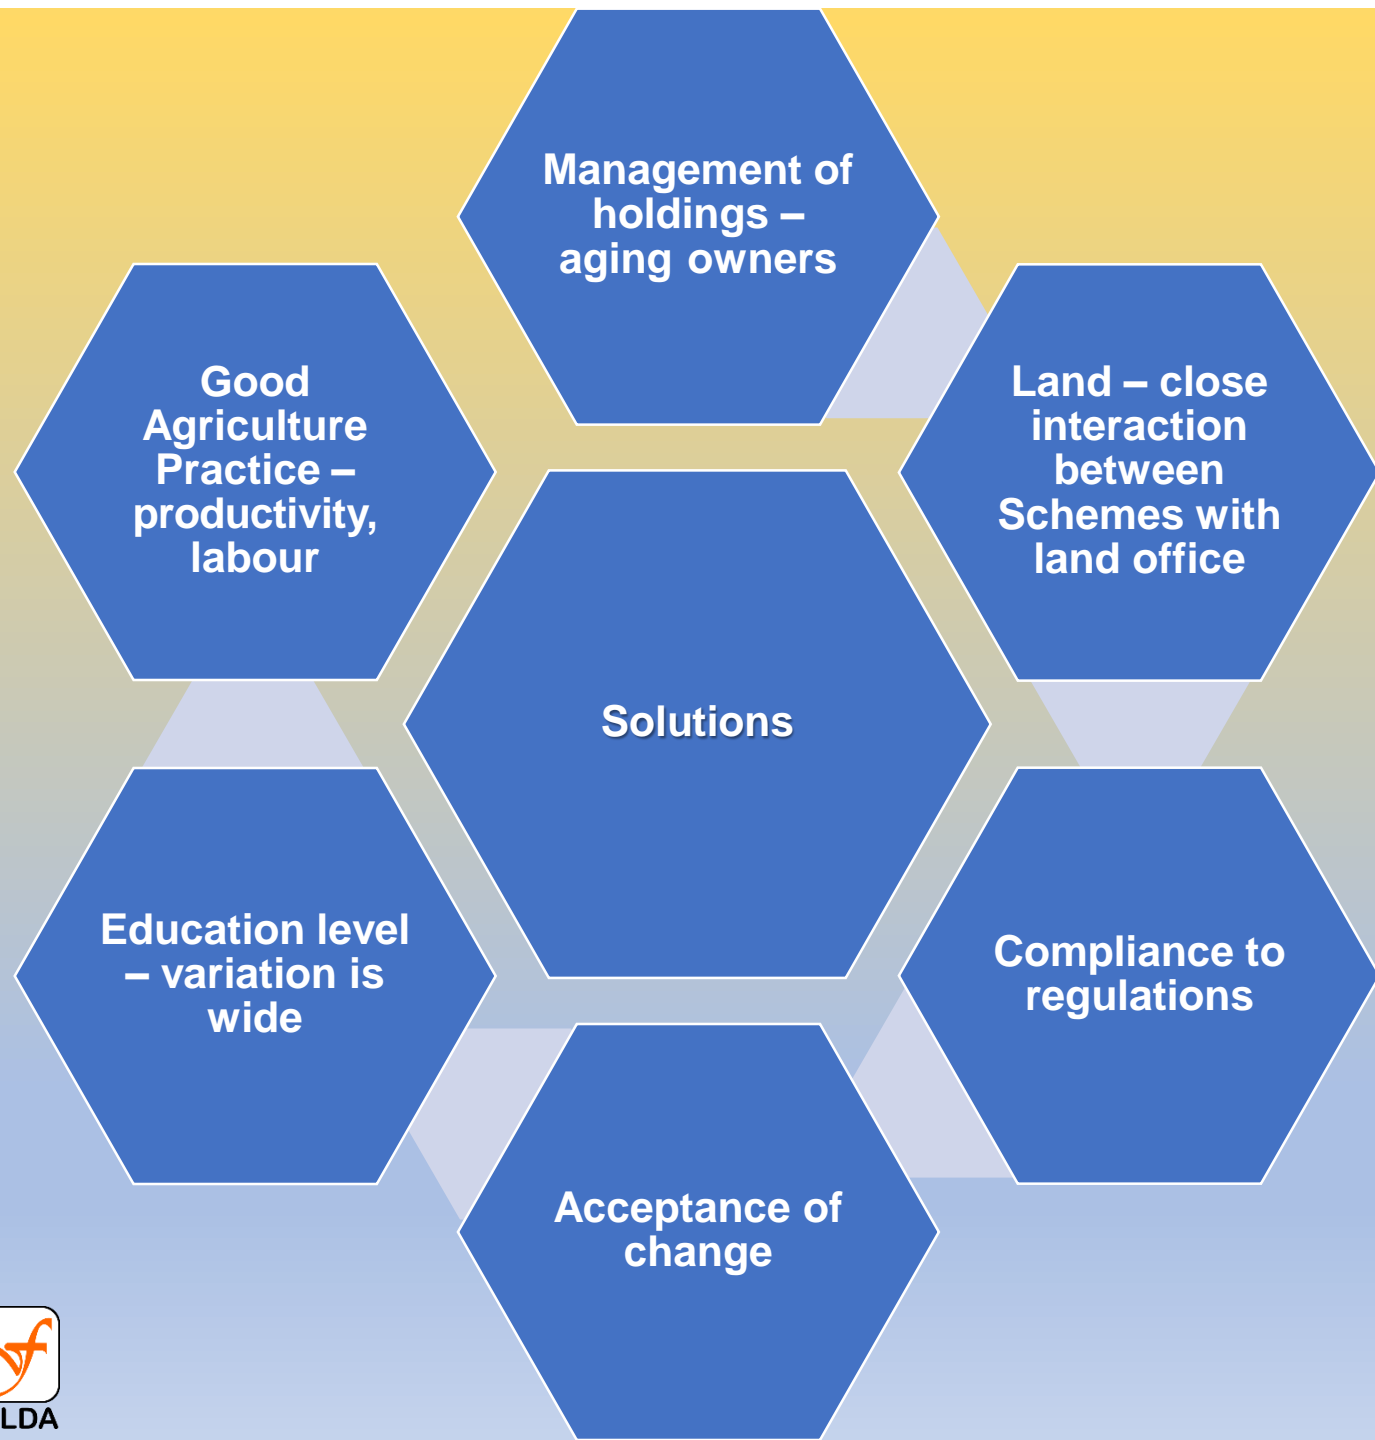 Management of
holdings –
aging owners
Land – close
interaction
between
Schemes with
land office
Compliance to
regulations
Acceptance of
change
Education level
– variation is
wide
Good
Agriculture
Practice –
productivity,
labour
Solutions
LDA